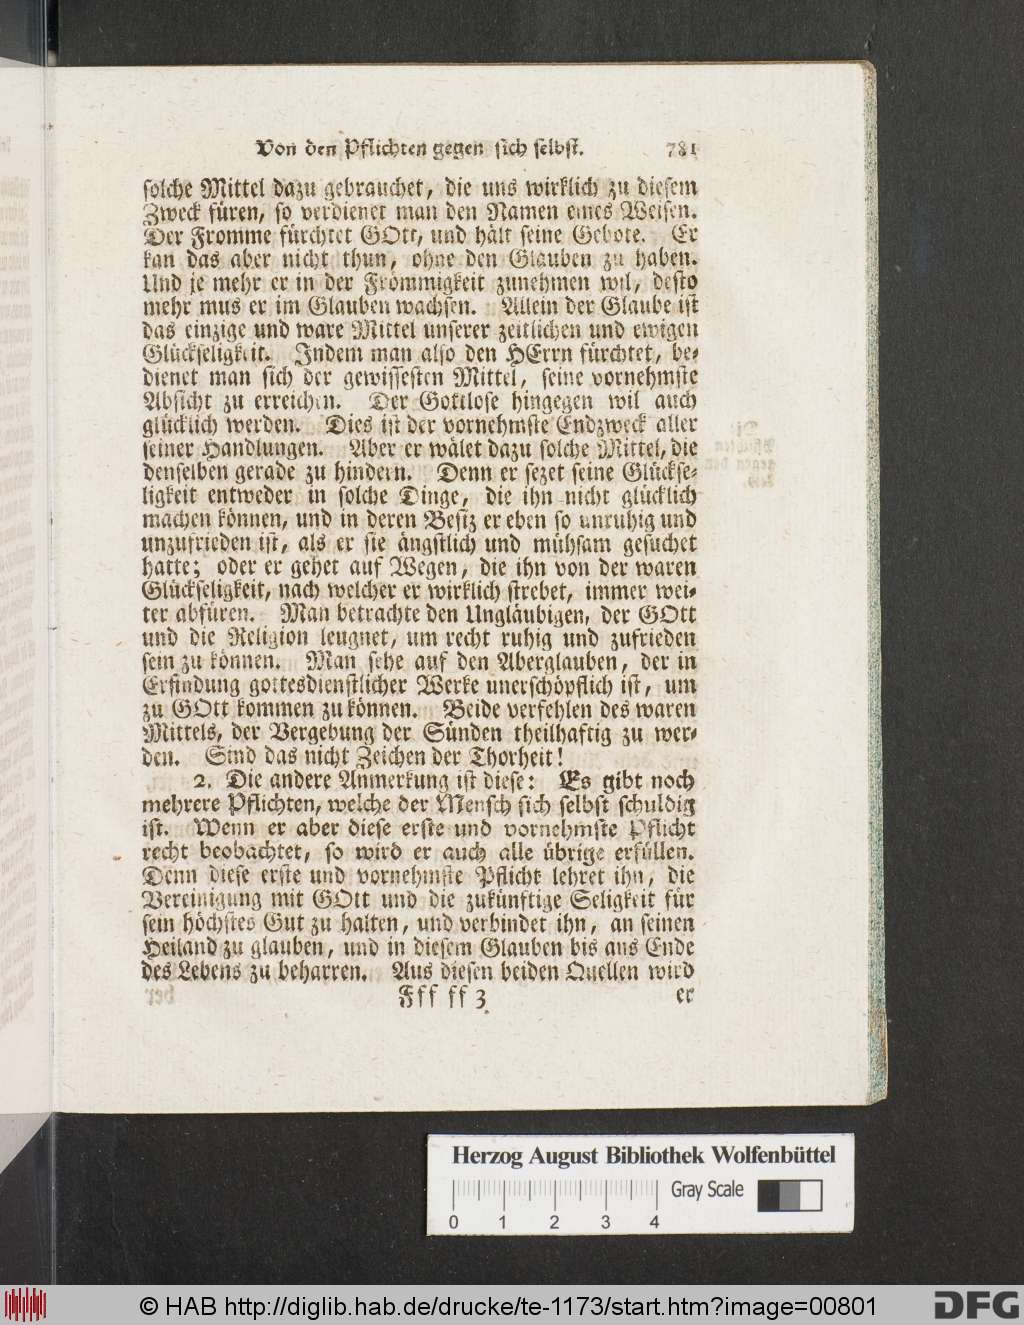 Von den Pflichten gegen sich selbst. 781
solche Mittel dazu gebrauchet, die uns wirklich zu diesem
Zweck füren, so verdienet man den Namen eines Weisen.
Der Fromme fürchtet GOtt, und hält seine Gebote. Er
kan das aber nicht thun, ohne den Glauben zu haben.
Und je mehr er in der Frömmigkeit zunehmen wil, desto
mehr mus er im Glauben wachsen. Allein der Glaube ist
das einzige und ware Mittel unserer zeitlichen und ewigen
Glückseligkeit. Indem man also den HErrn fürchtet, be-
dienet man sich der gewissesten Mittel, seine vornehmste
Absicht zu erreichen. Der Gottlose hingegen wil auch
glücklich werden. Dies ist der vornehmste Endzweck aller
seiner Handlungen. Aber er wälet dazu solche Mittel, die
denselben gerade zu hindern. Denn er sezet seine Glückse-
ligkeit entweder in solche Dinge, die ihn nicht glücklich
machen können, und in deren Besiz er eben so unruhig und
unzufrieden ist, als er sie ängstlich und mühsam gesuchet
hatte; oder er gehet auf Wegen, die ihn von der waren
Glückseligkeit, nach welcher er wirklich strebet, immer wei-
ter abfüren. Man betrachte den Ungläubigen, der GOtt
und die Religion leugnet, um recht ruhig und zufrieden
sein zu können. Man sehe auf den Aberglauben, der in
Erfindung gottesdienstlicher Werke unerschöpflich ist, um
zu GOtt kommen zu können. Beide verfehlen des waren
Mittels, der Vergebung der Sünden theilhaftig zu wer-
den. Sind das nicht Zeichen der Thorheit!
2. Die andere Anmerkung ist diese: Es gibt noch
mehrere Pflichten, welche der Mensch sich selbst schuldig
ist. Wenn er aber diese erste und vornehmste Pflicht
recht beobachtet, so wird er auch alle übrige erfüllen.
Denn diese erste und vornehmste Pflicht lehret ihn, die
Vereinigung mit GOtt und die zukünftige Seligkeit für
sein höchstes Gut zu halten, und verbindet ihn, an seinen
Heiland zu glauben, und in diesem Glauben bis ans Ende
des Lebens zu beharren. Aus diesen beiden Quellen wird
Fff ff 3 er
Herzog August Bibliothek Wolfenbüttel
Gray Scale
0 1 2 3 4
© HAB http://diglib.hab.de/drucke/te-1173/start.htm?image=00801
DFG